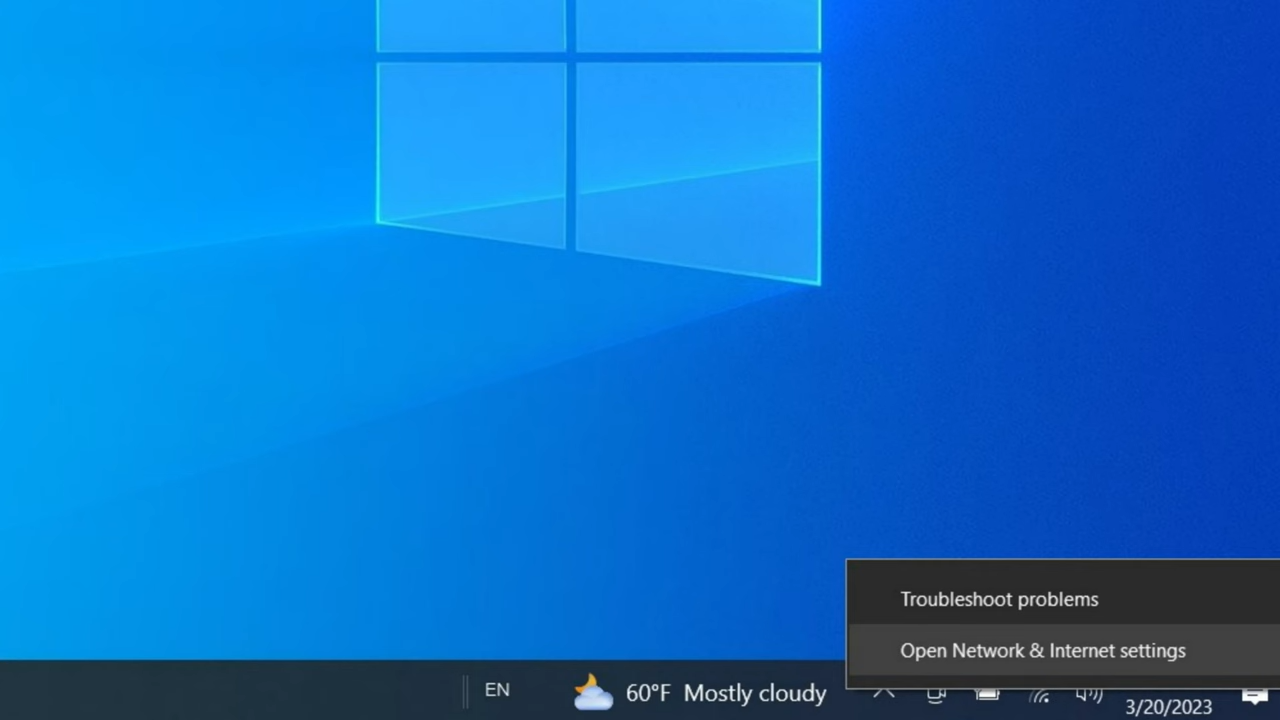 Troubleshoot problems
Open Network & Internet settings
EN
60°F Mostly cloudy
3/20/2023